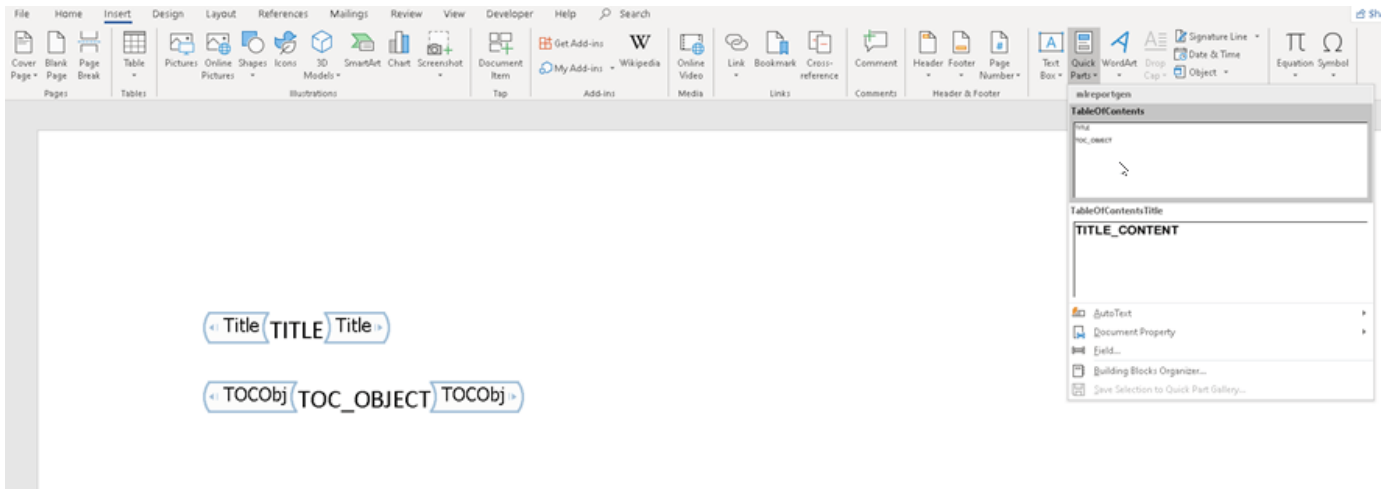 File Home Insert Design Layout References Mailings Review View Developer Help Search Sh
Cover Page Blank Page Page Break Table Pictures Online Pictures Shapes Icons 3D Models SmartArt Chart Screenshot Document Item Get Add-ins My Add-ins Wikipedia Online Video Link Bookmark Cross-reference Comment Header Footer Page Number Text Box Quick Parts WordArt Drop Cap Signature Line Date & Time Object Equation Symbol
Pages Tables Illustrations Tap Add-ins Media Links Comments Header & Footer
mlreportgen
TableOfContents
TITLE
TOC_OBJECT
TableOfContentsTitle
TITLE_CONTENT
AutoText
Document Property
Field...
Building Blocks Organizer...
Save Selection to Quick Part Gallery...
Title TITLE Title
TOCObj TOC_OBJECT TOCObj